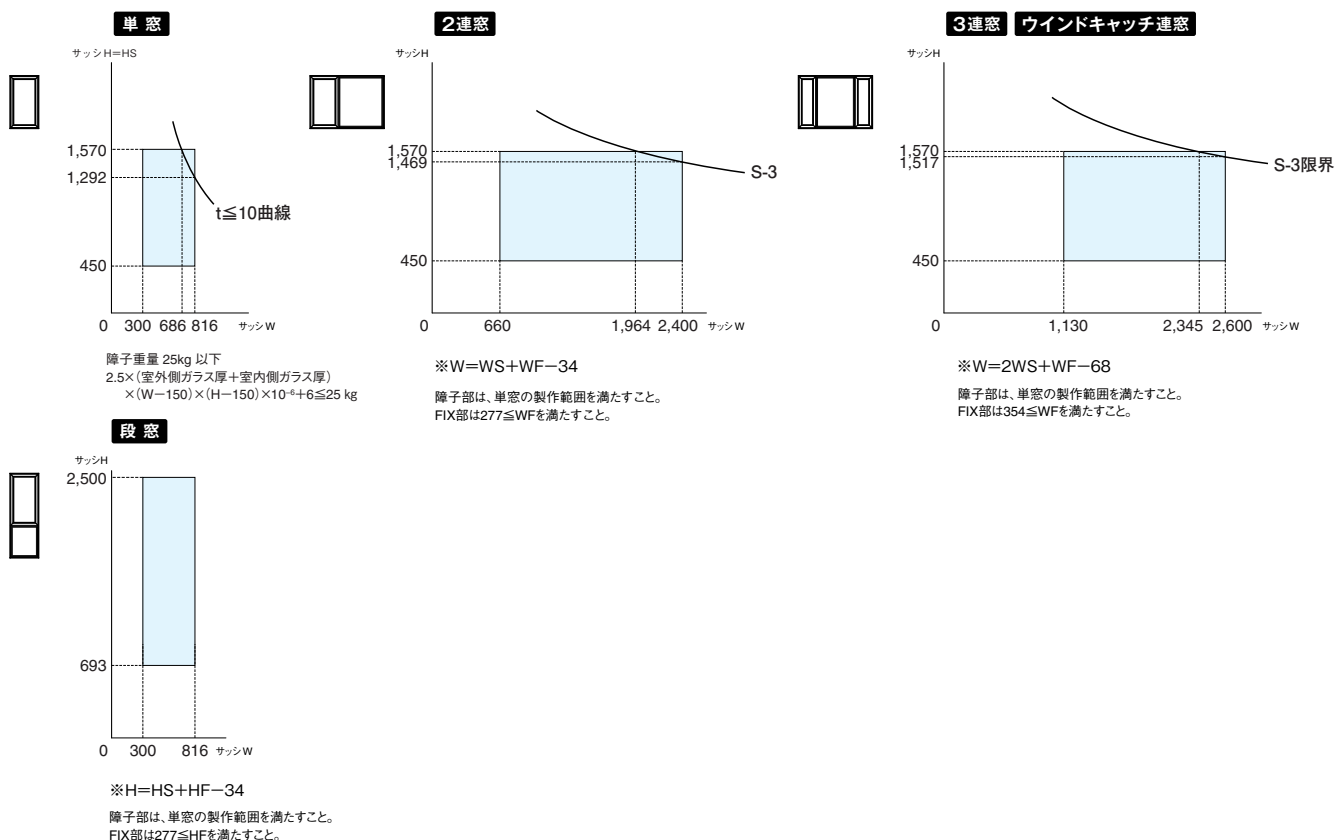 単 窓
サッシH=HS
1,570
1,292
450
t≦10曲線
0 300 686 816 サッシW
障子重量 25kg 以下
2.5×(室外側ガラス厚+室内側ガラス厚)
×(W−150)×(H−150)×10⁻⁶+6≦25 kg
2連窓
サッシH
1,570
1,469
450
S-3
0 660 1,964 2,400 サッシW
※W=WS+WF−34
障子部は、単窓の製作範囲を満たすこと。
FIX部は277≦WFを満たすこと。
3連窓 ウインドキャッチ連窓
サッシH
1,570
1,517
450
S-3限界
0 1,130 2,345 2,600 サッシW
※W=2WS+WF−68
障子部は、単窓の製作範囲を満たすこと。
FIX部は354≦WFを満たすこと。
段 窓
サッシH
2,500
693
0 300 816 サッシW
※H=HS+HF−34
障子部は、単窓の製作範囲を満たすこと。
FIX部は277≦HFを満たすこと。